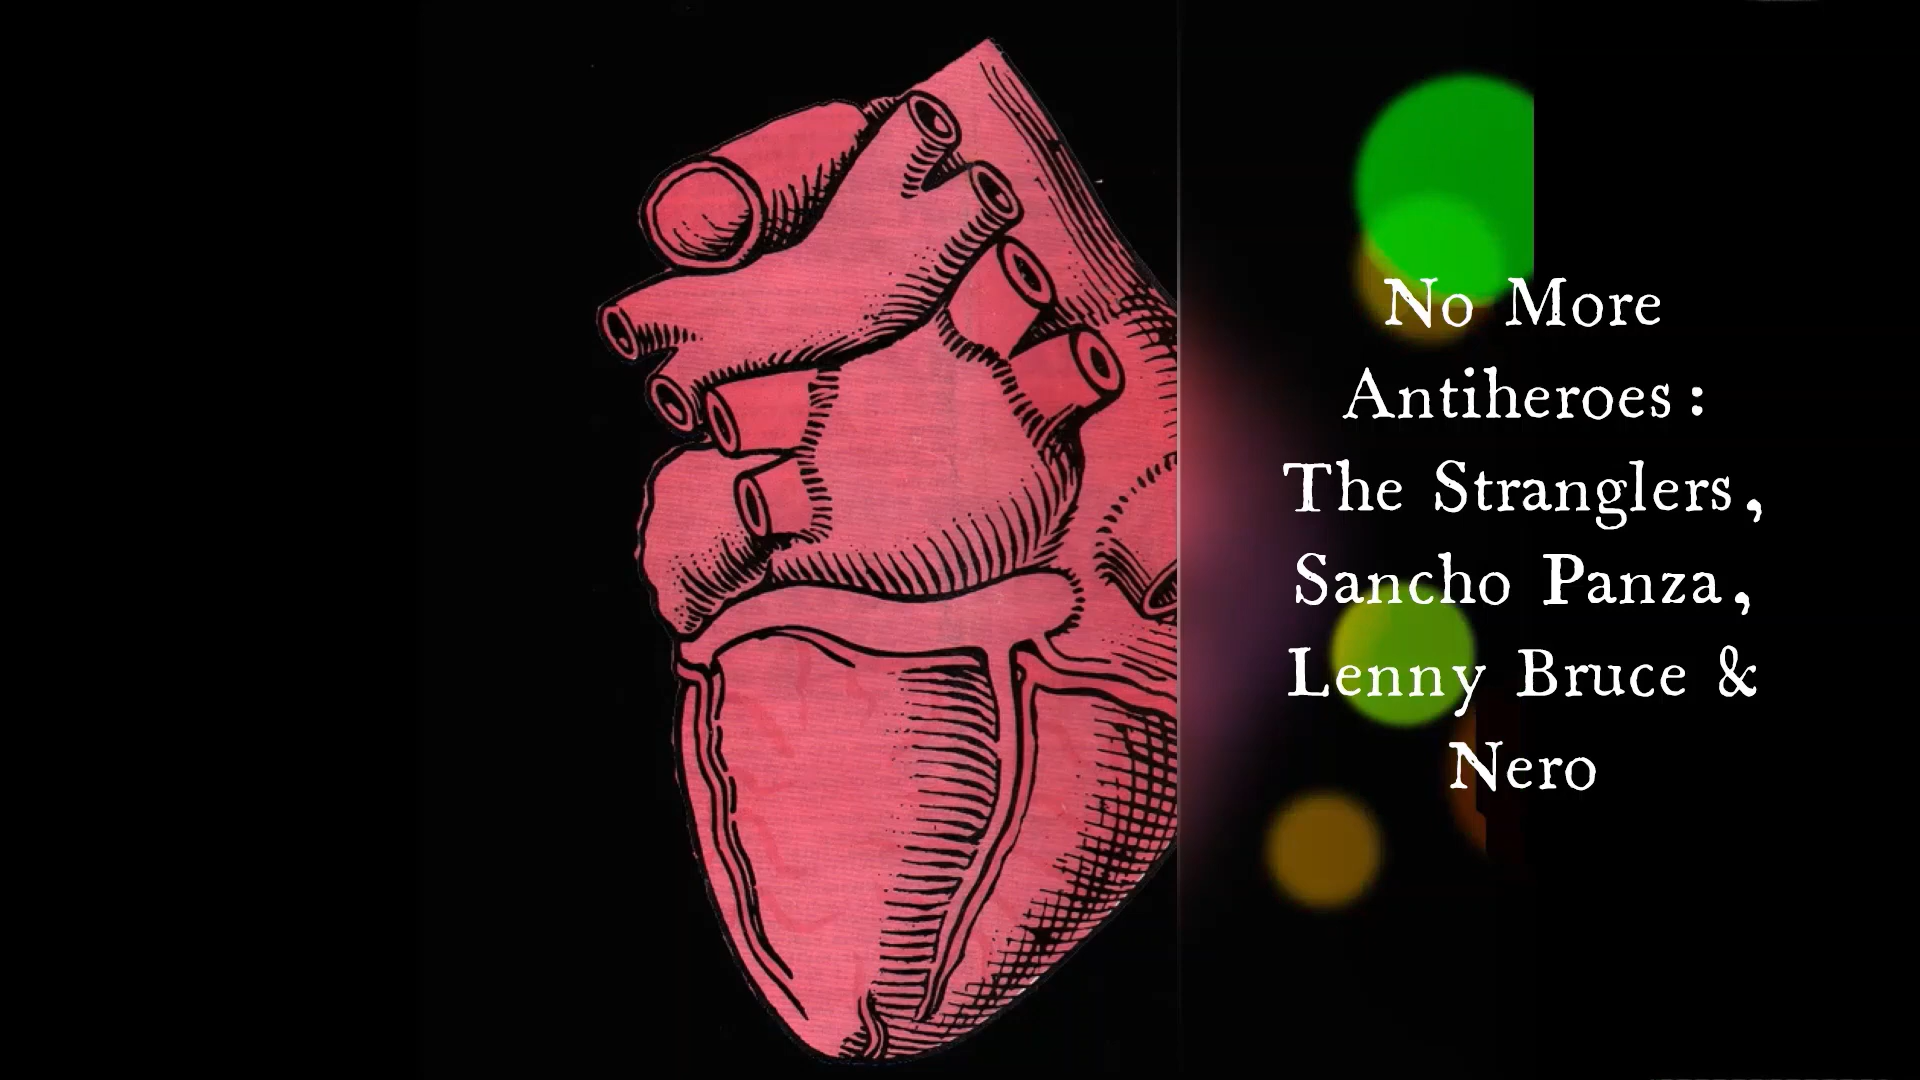 No More
Antiheroes:
The Stranglers,
Sancho Panza,
Lenny Bruce &
Nero